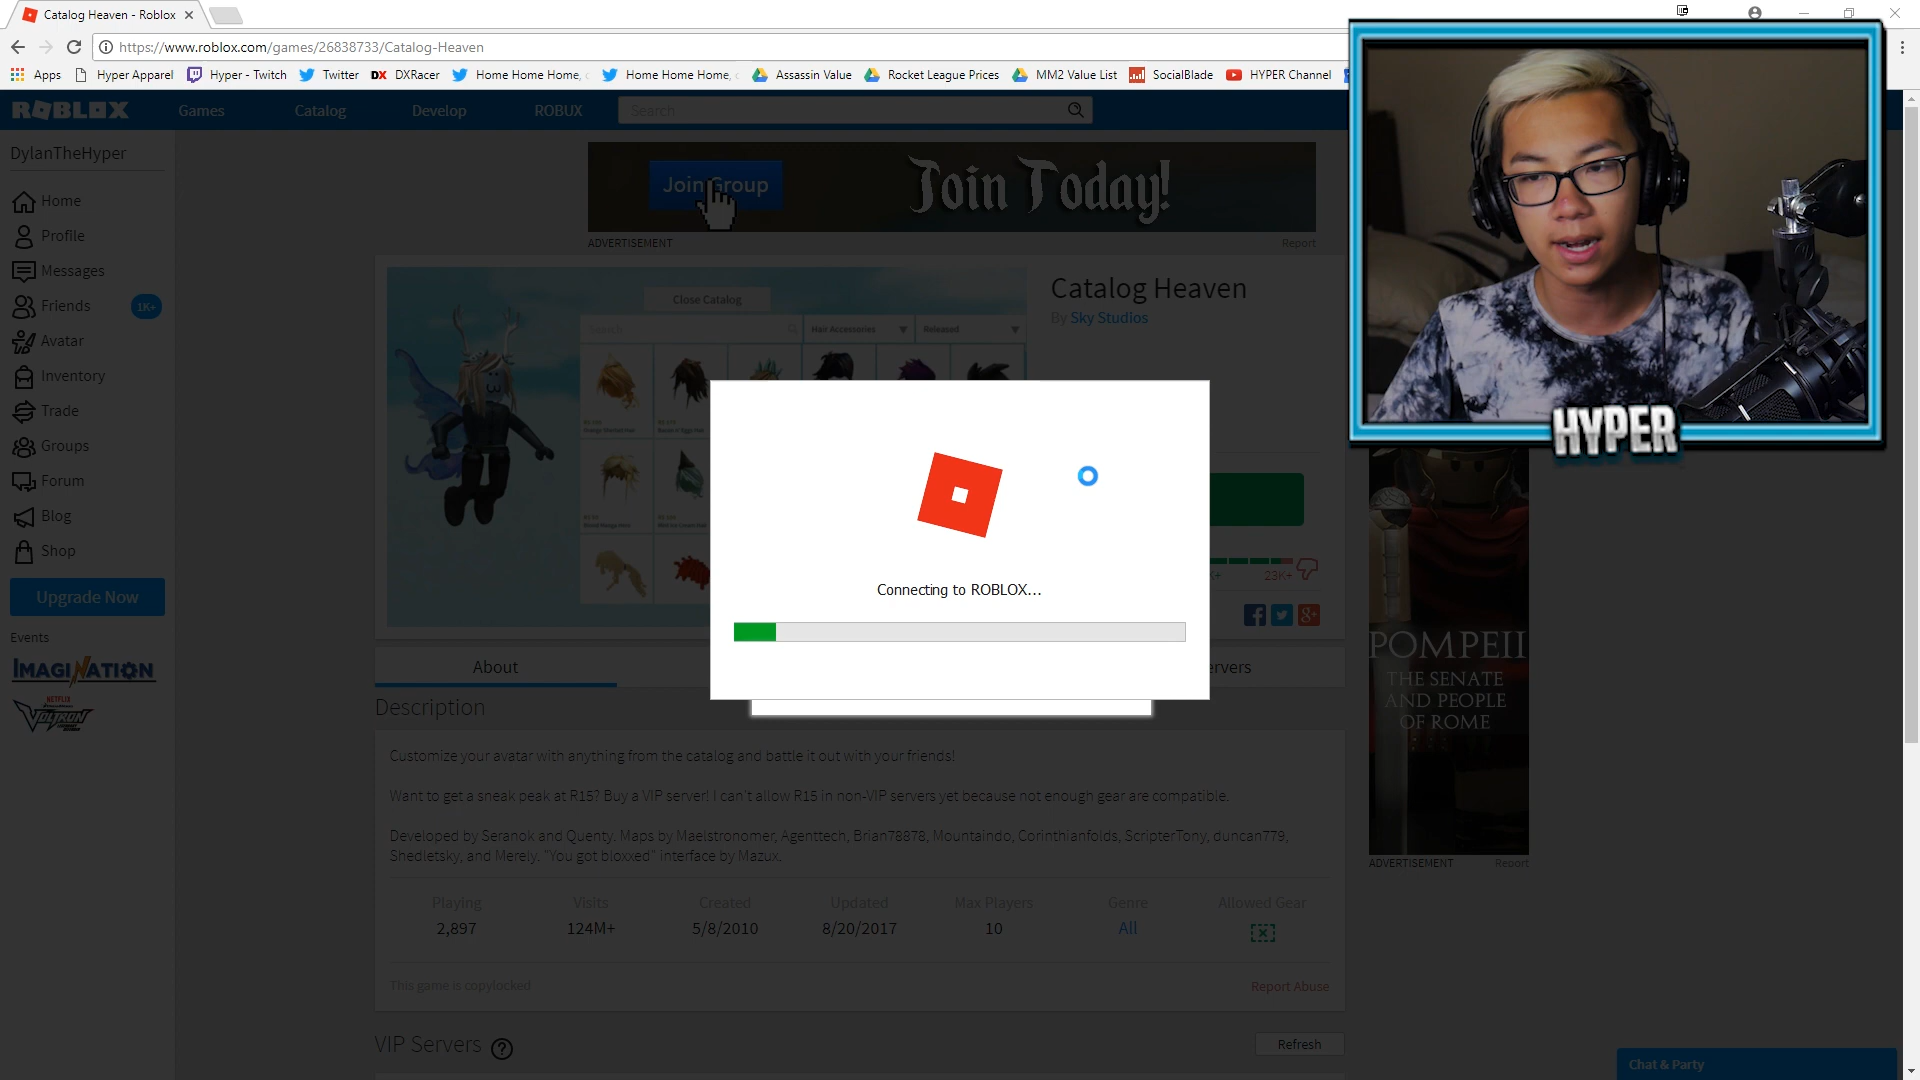 Catalog Heaven - Roblox
https://www.roblox.com/games/26838733/Catalog-Heaven
Apps Hyper Apparel Hyper - Twitch Twitter DX DXRacer Home Home Home, Home Home Home, Assassin Value Rocket League Prices MM2 Value List SocialBlade HYPER Channel
ROBLOX Games Catalog Develop ROBUX Search
DylanTheHyper
Home
Profile
Messages
Friends 1K+
Avatar
Inventory
Trade
Groups
Forum
Blog
Shop
Upgrade Now
Events
IMAGINATION
NETFLIX
VOLTRON
Join Group Join Today!
ADVERTISEMENT Report
Close Catalog
Search Hair Accessories Released
Catalog Heaven
By Sky Studios
Connecting to ROBLOX...
K+ 23K+
HYPER
POMPEII
THE SENATE
AND PEOPLE
OF ROME
ADVERTISEMENT Report
About ervers
Description
Customize your avatar with anything from the catalog and battle it out with your friends!
Want to get a sneak peak at R15? Buy a VIP server! I can't allow R15 in non-VIP servers yet because not enough gear are compatible.
Developed by Seranok and Quenty. Maps by Maelstronomer, Agenttech, Brian78878, Mountaindo, Corinthianfolds, ScripterTony, duncan779,
Shedletsky, and Merely. "You got bloxxed" interface by Mazux.
Playing Visits Created Updated Max Players Genre Allowed Gear
2,897 124M+ 5/8/2010 8/20/2017 10 All
This game is copylocked Report Abuse
VIP Servers ? Refresh
Chat & Party